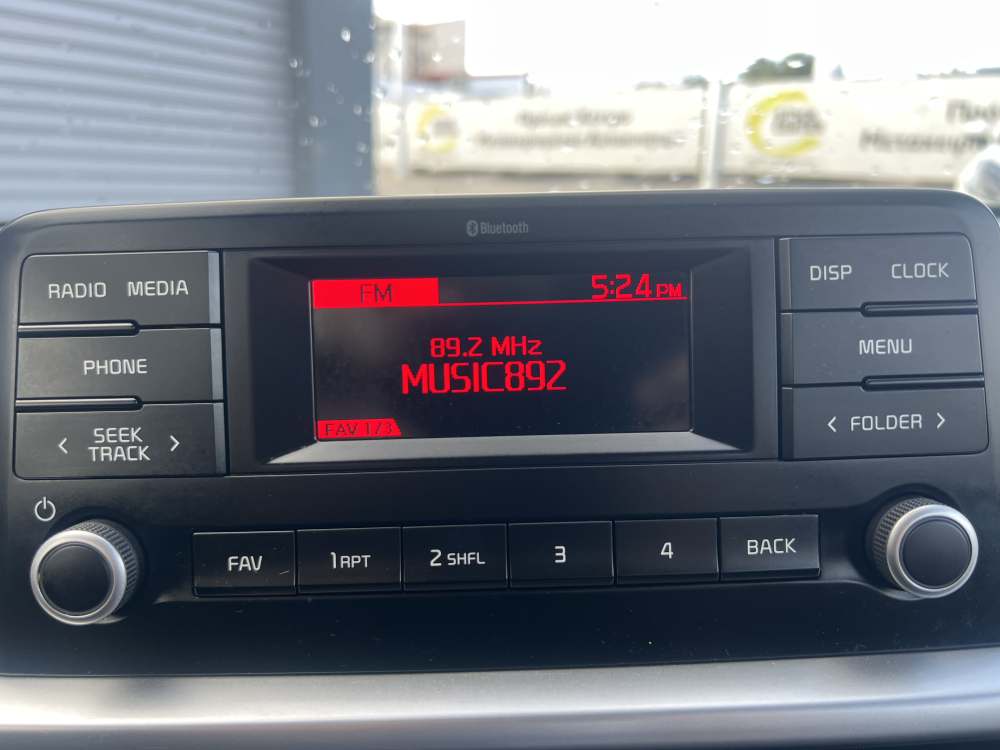 Bluetooth
RADIO MEDIA
PHONE
< SEEK TRACK >
FM
5:24 PM
89.2 MHz
MUSIC892
FAV 1/3
DISP CLOCK
MENU
< FOLDER >
FAV
1 RPT
2 SHFL
3
4
BACK